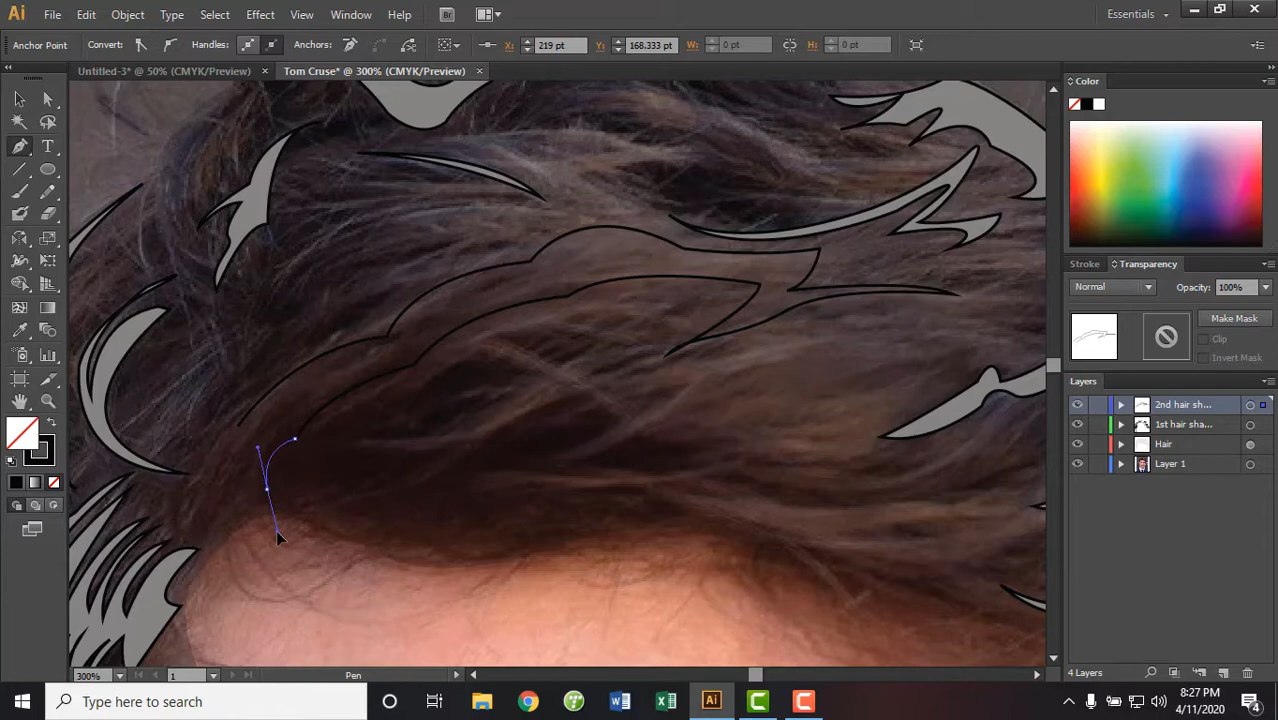 Ai File Edit Object Type Select Effect View Window Help Br Essentials
Anchor Point Convert: Handles: Anchors: X: 219 pt Y: 168.333 pt W: 0 pt H: 0 pt
Untitled-3* @ 50% (CMYK/Preview) × Tom Cruse* @ 300% (CMYK/Preview) ×
Color
Stroke Transparency
Normal Opacity: 100%
Make Mask
Clip
Invert Mask
Layers
2nd hair sh...
1st hair sha...
Hair
Layer 1
4 Layers
300% 1 Pen
Type here to search
Ai
8:27 PM
4/11/2020
4